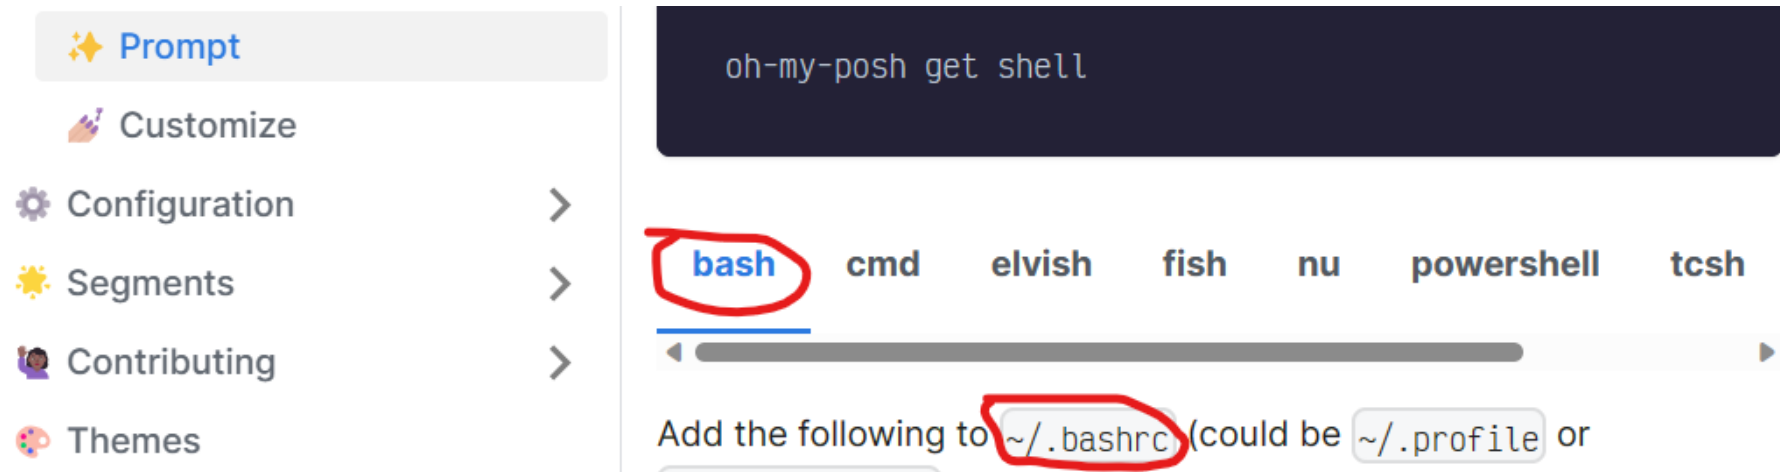 Prompt
Customize
Configuration
Segments
Contributing
Themes
oh-my-posh get shell
bash cmd elvish fish nu powershell tcsh
Add the following to ~/.bashrc (could be ~/.profile or